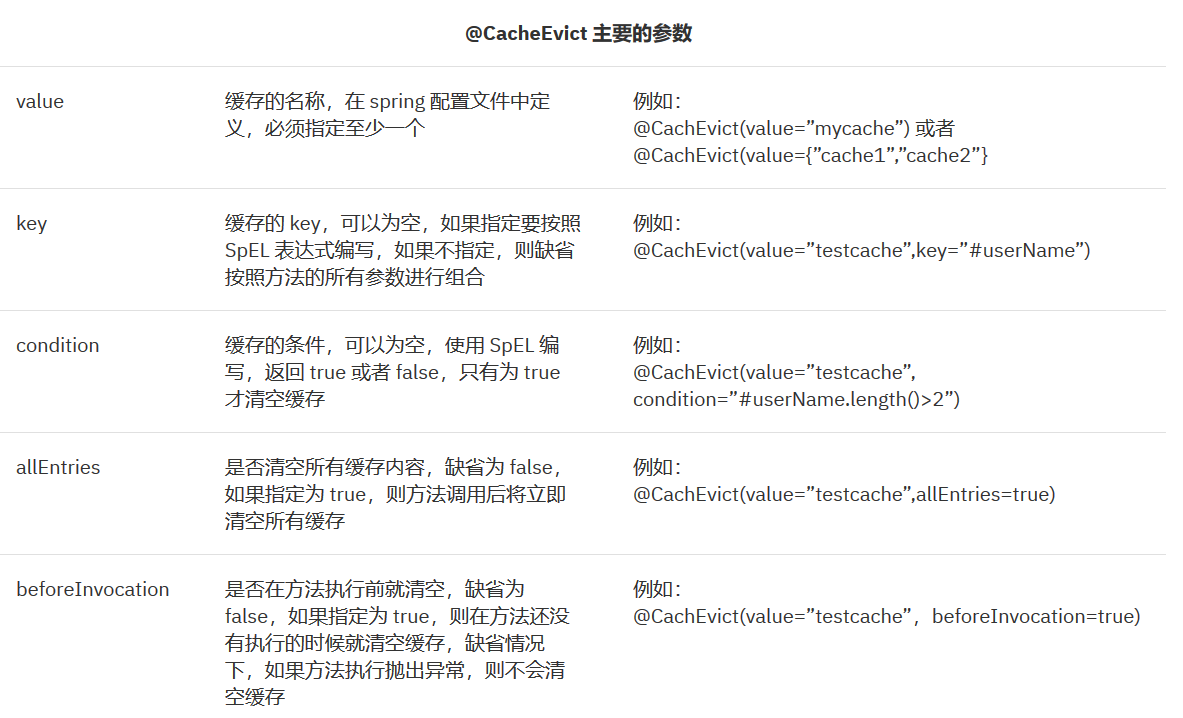 @CacheEvict 主要的参数
value
缓存的名称，在 spring 配置文件中定
义，必须指定至少一个
例如：
@CachEvict(value=”mycache”) 或者
@CachEvict(value={”cache1”,”cache2”}
key
缓存的 key，可以为空，如果指定要按照
SpEL 表达式编写，如果不指定，则缺省
按照方法的所有参数进行组合
例如：
@CachEvict(value=”testcache”,key=”#userName”)
condition
缓存的条件，可以为空，使用 SpEL 编
写，返回 true 或者 false，只有为 true
才清空缓存
例如：
@CachEvict(value=”testcache”,
condition=”#userName.length()>2”)
allEntries
是否清空所有缓存内容，缺省为 false，
如果指定为 true，则方法调用后将立即
清空所有缓存
例如：
@CachEvict(value=”testcache”,allEntries=true)
beforeInvocation
是否在方法执行前就清空，缺省为
false，如果指定为 true，则在方法还没
有执行的时候就清空缓存，缺省情况
下，如果方法执行抛出异常，则不会清
空缓存
例如：
@CachEvict(value=”testcache”，beforeInvocation=true)